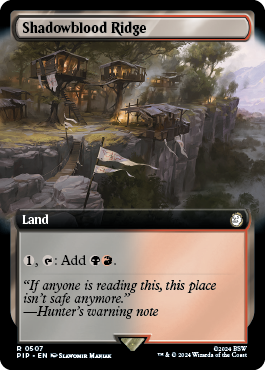 Shadowblood Ridge
Land
1, : Add .
“If anyone is reading this, this place
isn’t safe anymore.”
—Hunter’s warning note
R 0507
PIP • EN SLAWOMIR MANIAK
©2024 BSW
™ & © 2024 Wizards of the Coast